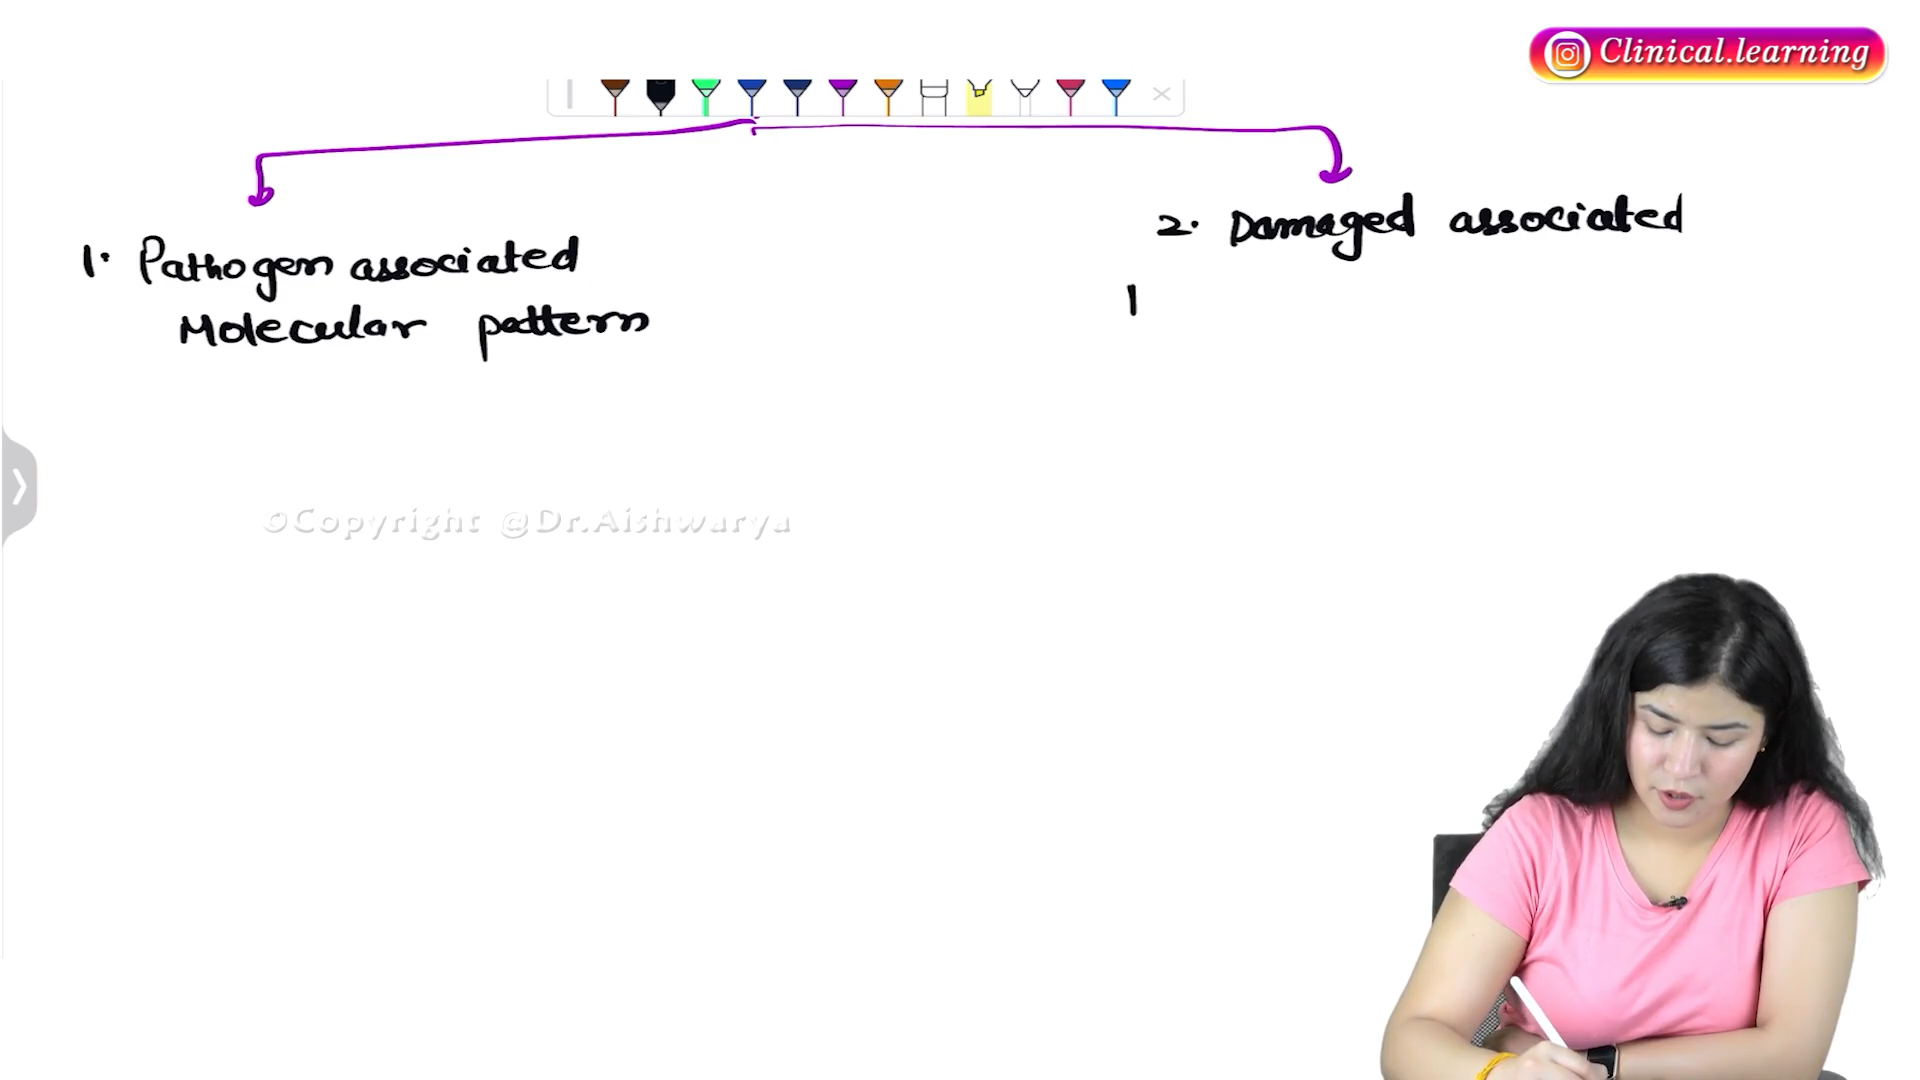 Clinical.learning
1. Pathogen associated
Molecular pattern
2. Damaged associated
©Copyright @Dr.Aishwarya